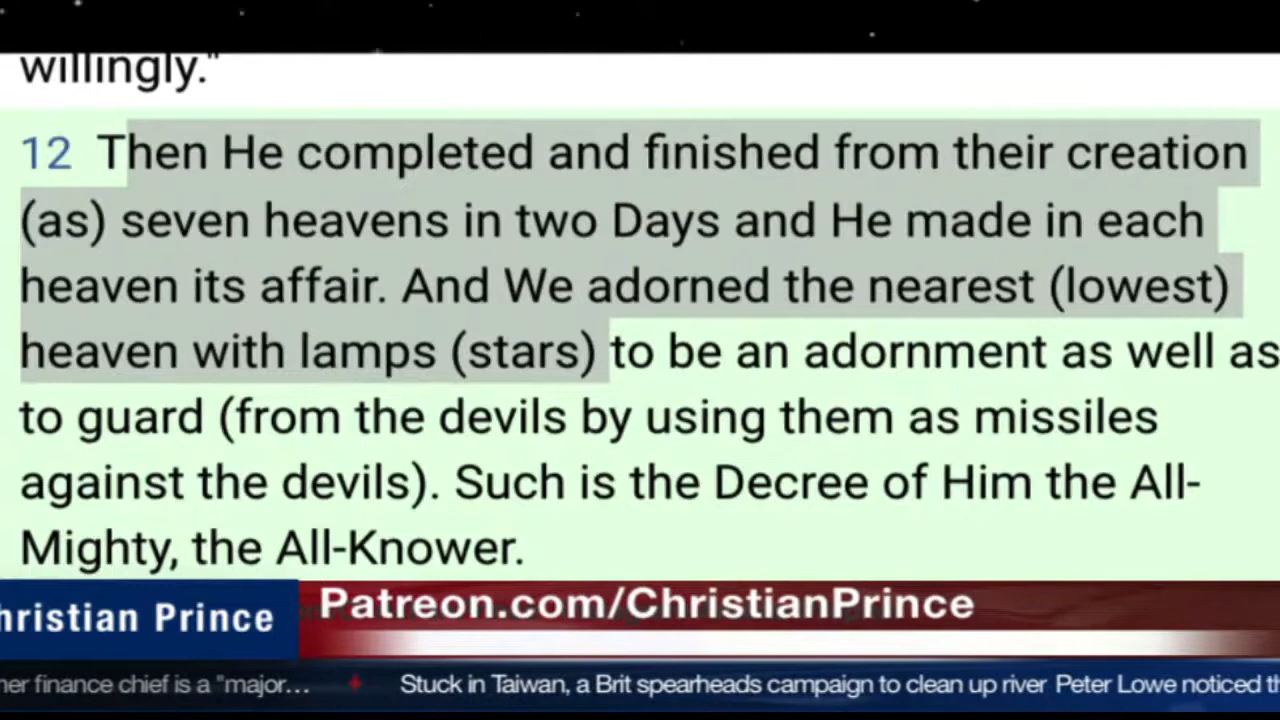 willingly."
12 Then He completed and finished from their creation
(as) seven heavens in two Days and He made in each
heaven its affair. And We adorned the nearest (lowest)
heaven with lamps (stars) to be an adornment as well as
to guard (from the devils by using them as missiles
against the devils). Such is the Decree of Him the All-
Mighty, the All-Knower.
hristian Prince
Patreon.com/ChristianPrince
her finance chief is a "major... Stuck in Taiwan, a Brit spearheads campaign to clean up river Peter Lowe noticed th